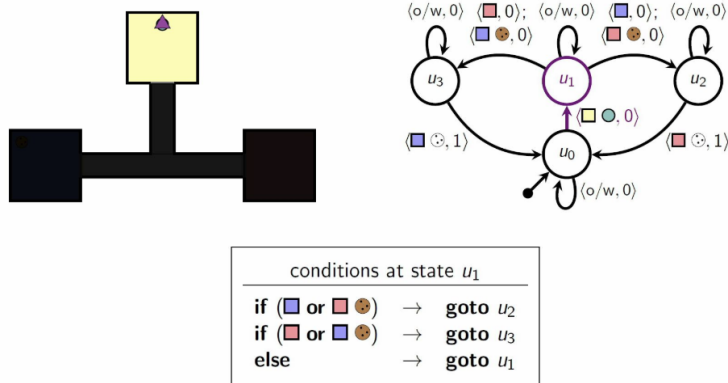 ⟨o/w, 0⟩ ⟨🟥, 0⟩; ⟨o/w, 0⟩ ⟨🟦, 0⟩; ⟨o/w, 0⟩
⟨🟦 🍪, 0⟩ ⟨🟥 🍪, 0⟩
u₃ u₁ u₂
⟨🟨 , 0⟩
⟨🟦 , 1⟩ u₀ ⟨🟥 , 1⟩
⟨o/w, 0⟩
conditions at state u₁
if (🟦 or 🟥 🍪) → goto u₂
if (🟥 or 🟦 🍪) → goto u₃
else → goto u₁